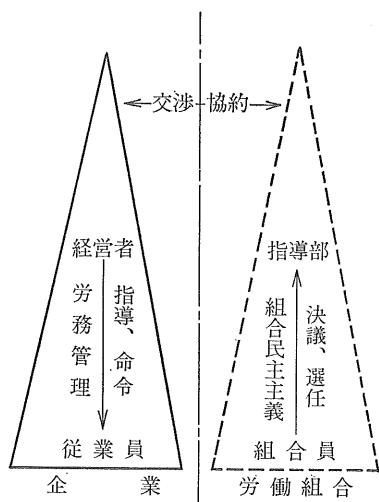 交渉 協約
経営者
指導、命令
労務管理
従業員
企業
指導部
決議、選任
組合民主主義
組合員
労働組合